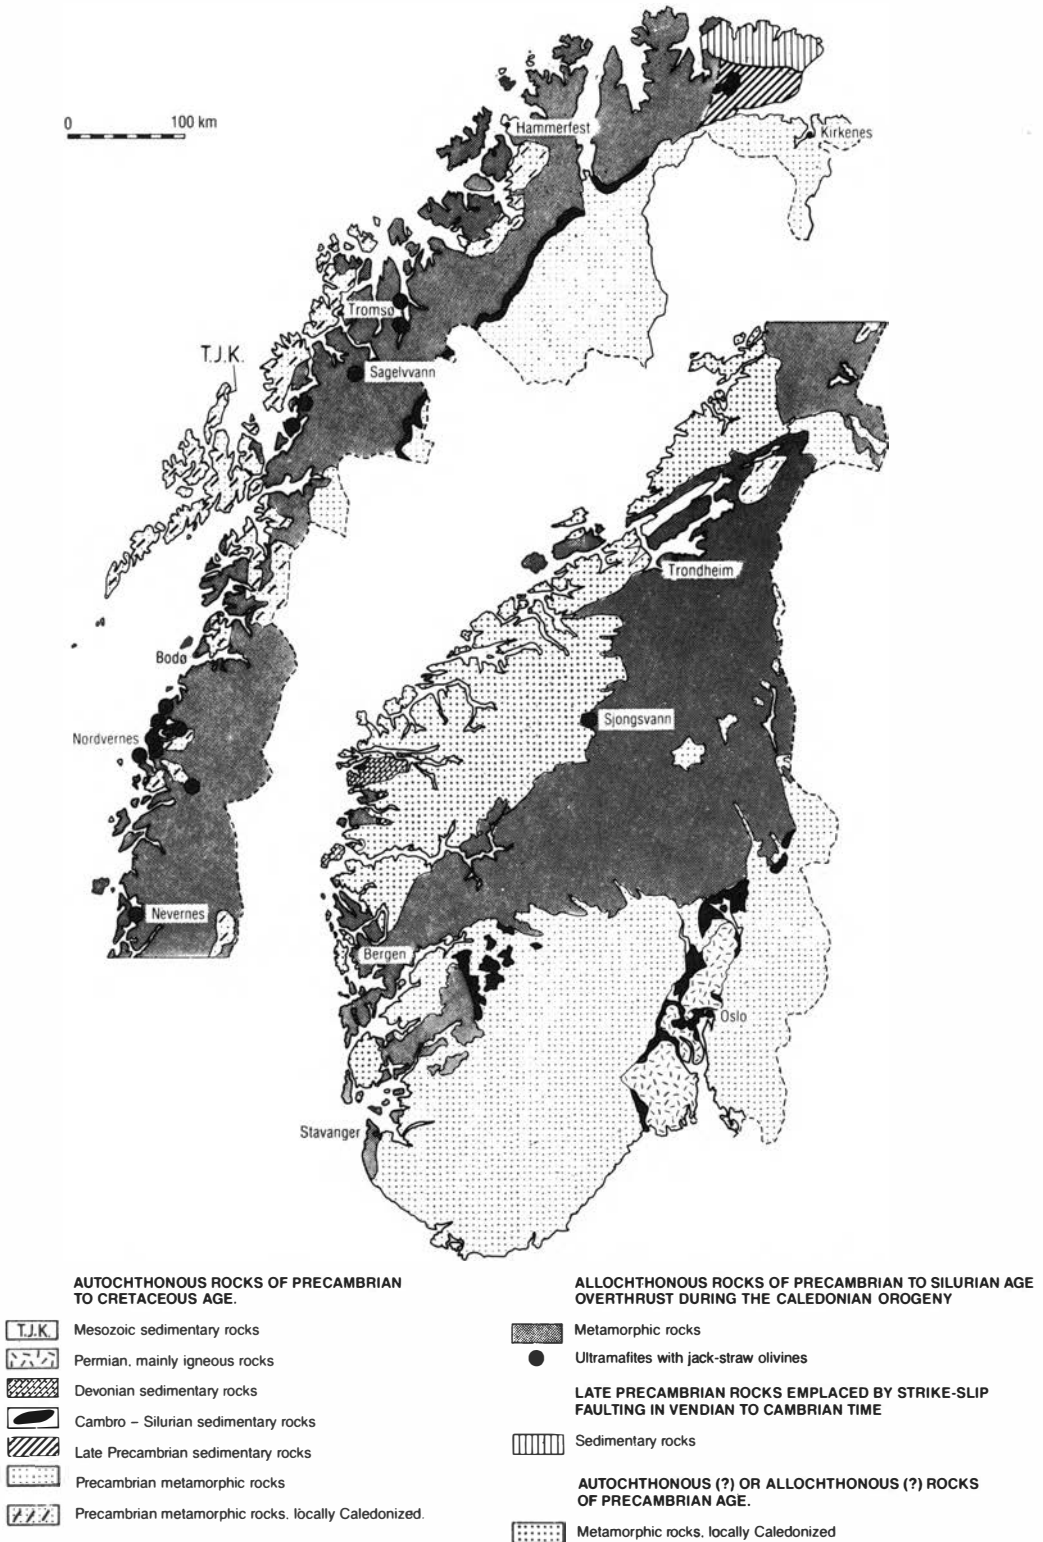 0 100 km
Hammerfest
Kirkenes
Tromsø
T.J.K.
Sagelvvann
Trondheim
Bodø
Sjongsvann
Nordvernes
Nevernes
Bergen
Oslo
Stavanger
AUTOCHTHONOUS ROCKS OF PRECAMBRIAN
TO CRETACEOUS AGE.
T.J.K. Mesozoic sedimentary rocks
Permian, mainly igneous rocks
Devonian sedimentary rocks
Cambro – Silurian sedimentary rocks
Late Precambrian sedimentary rocks
Precambrian metamorphic rocks
Precambrian metamorphic rocks, locally Caledonized.
ALLOCHTHONOUS ROCKS OF PRECAMBRIAN TO SILURIAN AGE
OVERTHRUST DURING THE CALEDONIAN OROGENY
Metamorphic rocks
Ultramafites with jack-straw olivines
LATE PRECAMBRIAN ROCKS EMPLACED BY STRIKE-SLIP
FAULTING IN VENDIAN TO CAMBRIAN TIME
Sedimentary rocks
AUTOCHTHONOUS (?) OR ALLOCHTHONOUS (?) ROCKS
OF PRECAMBRIAN AGE.
Metamorphic rocks, locally Caledonized